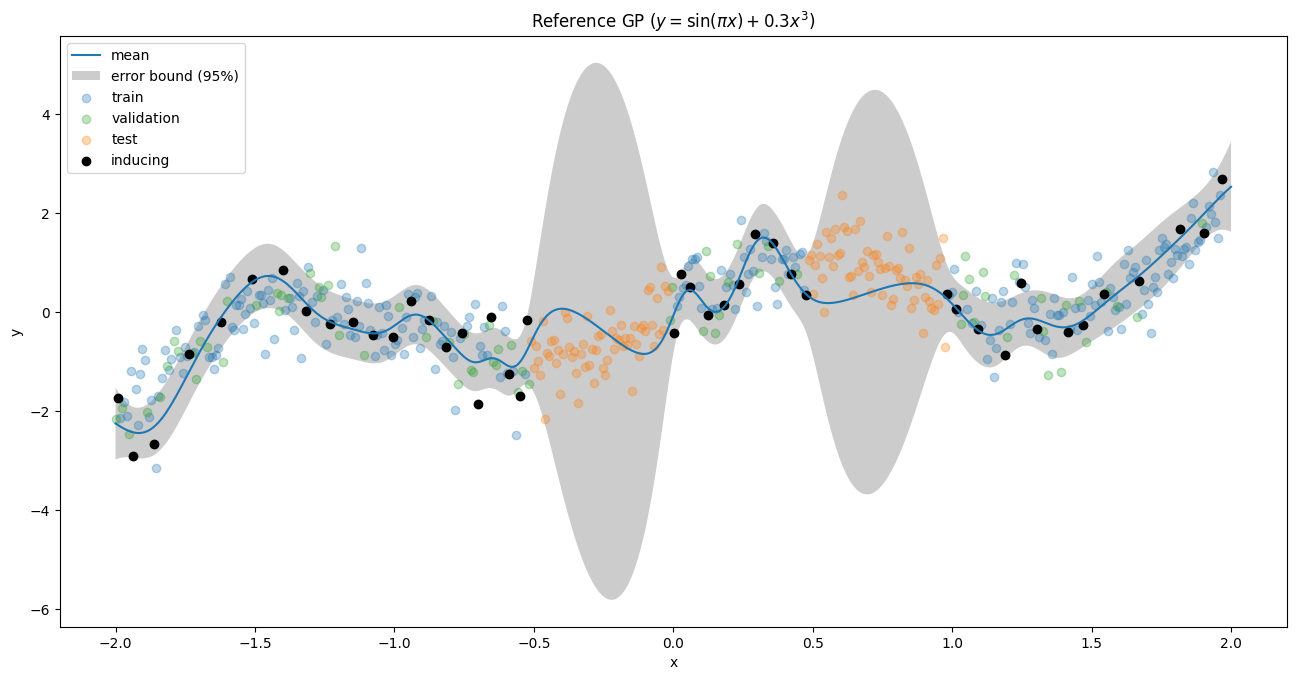 Reference GP (y = sin(πx) + 0.3x³)
mean
error bound (95%)
train
validation
test
inducing
4
2
0
−2
−4
−6
y
−2.0 −1.5 −1.0 −0.5 0.0 0.5 1.0 1.5 2.0
x